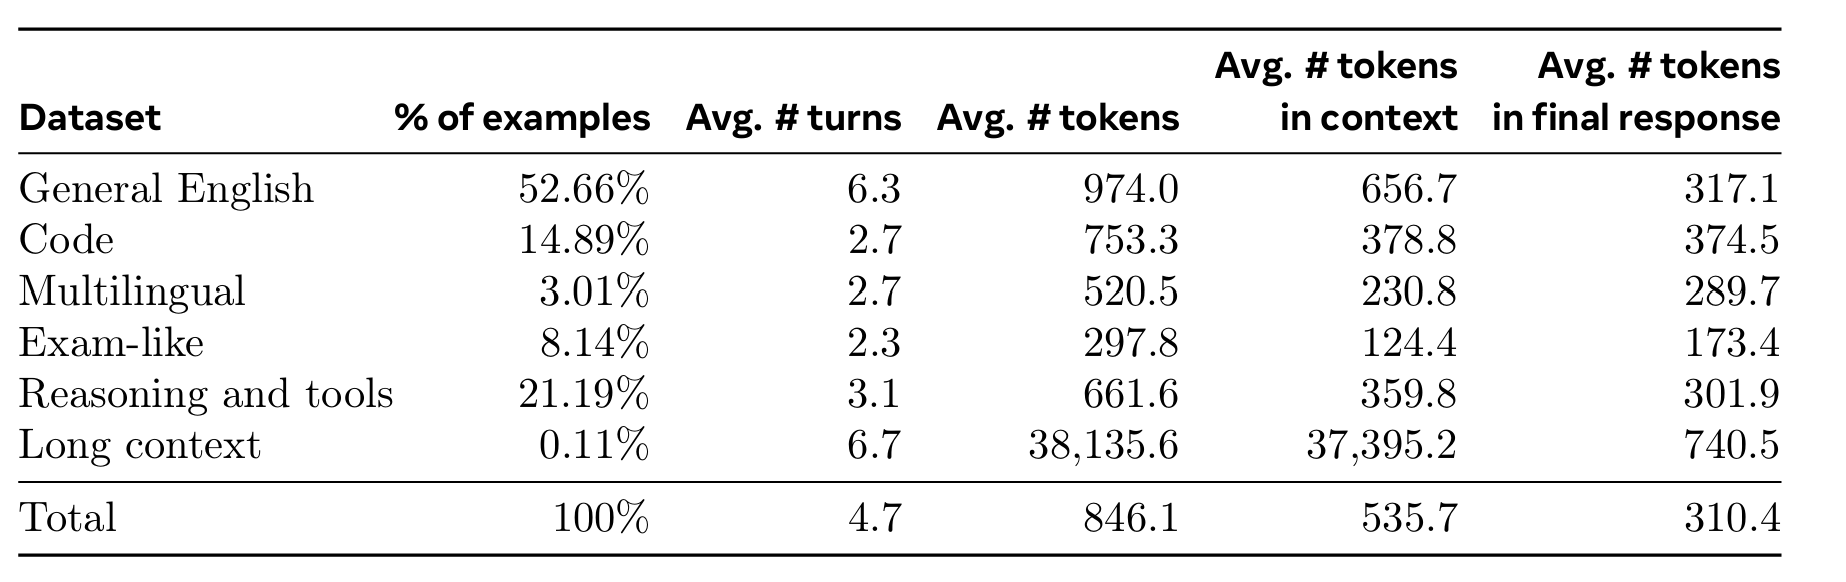 Avg. # tokens Avg. # tokens
Dataset % of examples Avg. # turns Avg. # tokens in context in final response
General English 52.66% 6.3 974.0 656.7 317.1
Code 14.89% 2.7 753.3 378.8 374.5
Multilingual 3.01% 2.7 520.5 230.8 289.7
Exam-like 8.14% 2.3 297.8 124.4 173.4
Reasoning and tools 21.19% 3.1 661.6 359.8 301.9
Long context 0.11% 6.7 38,135.6 37,395.2 740.5
Total 100% 4.7 846.1 535.7 310.4